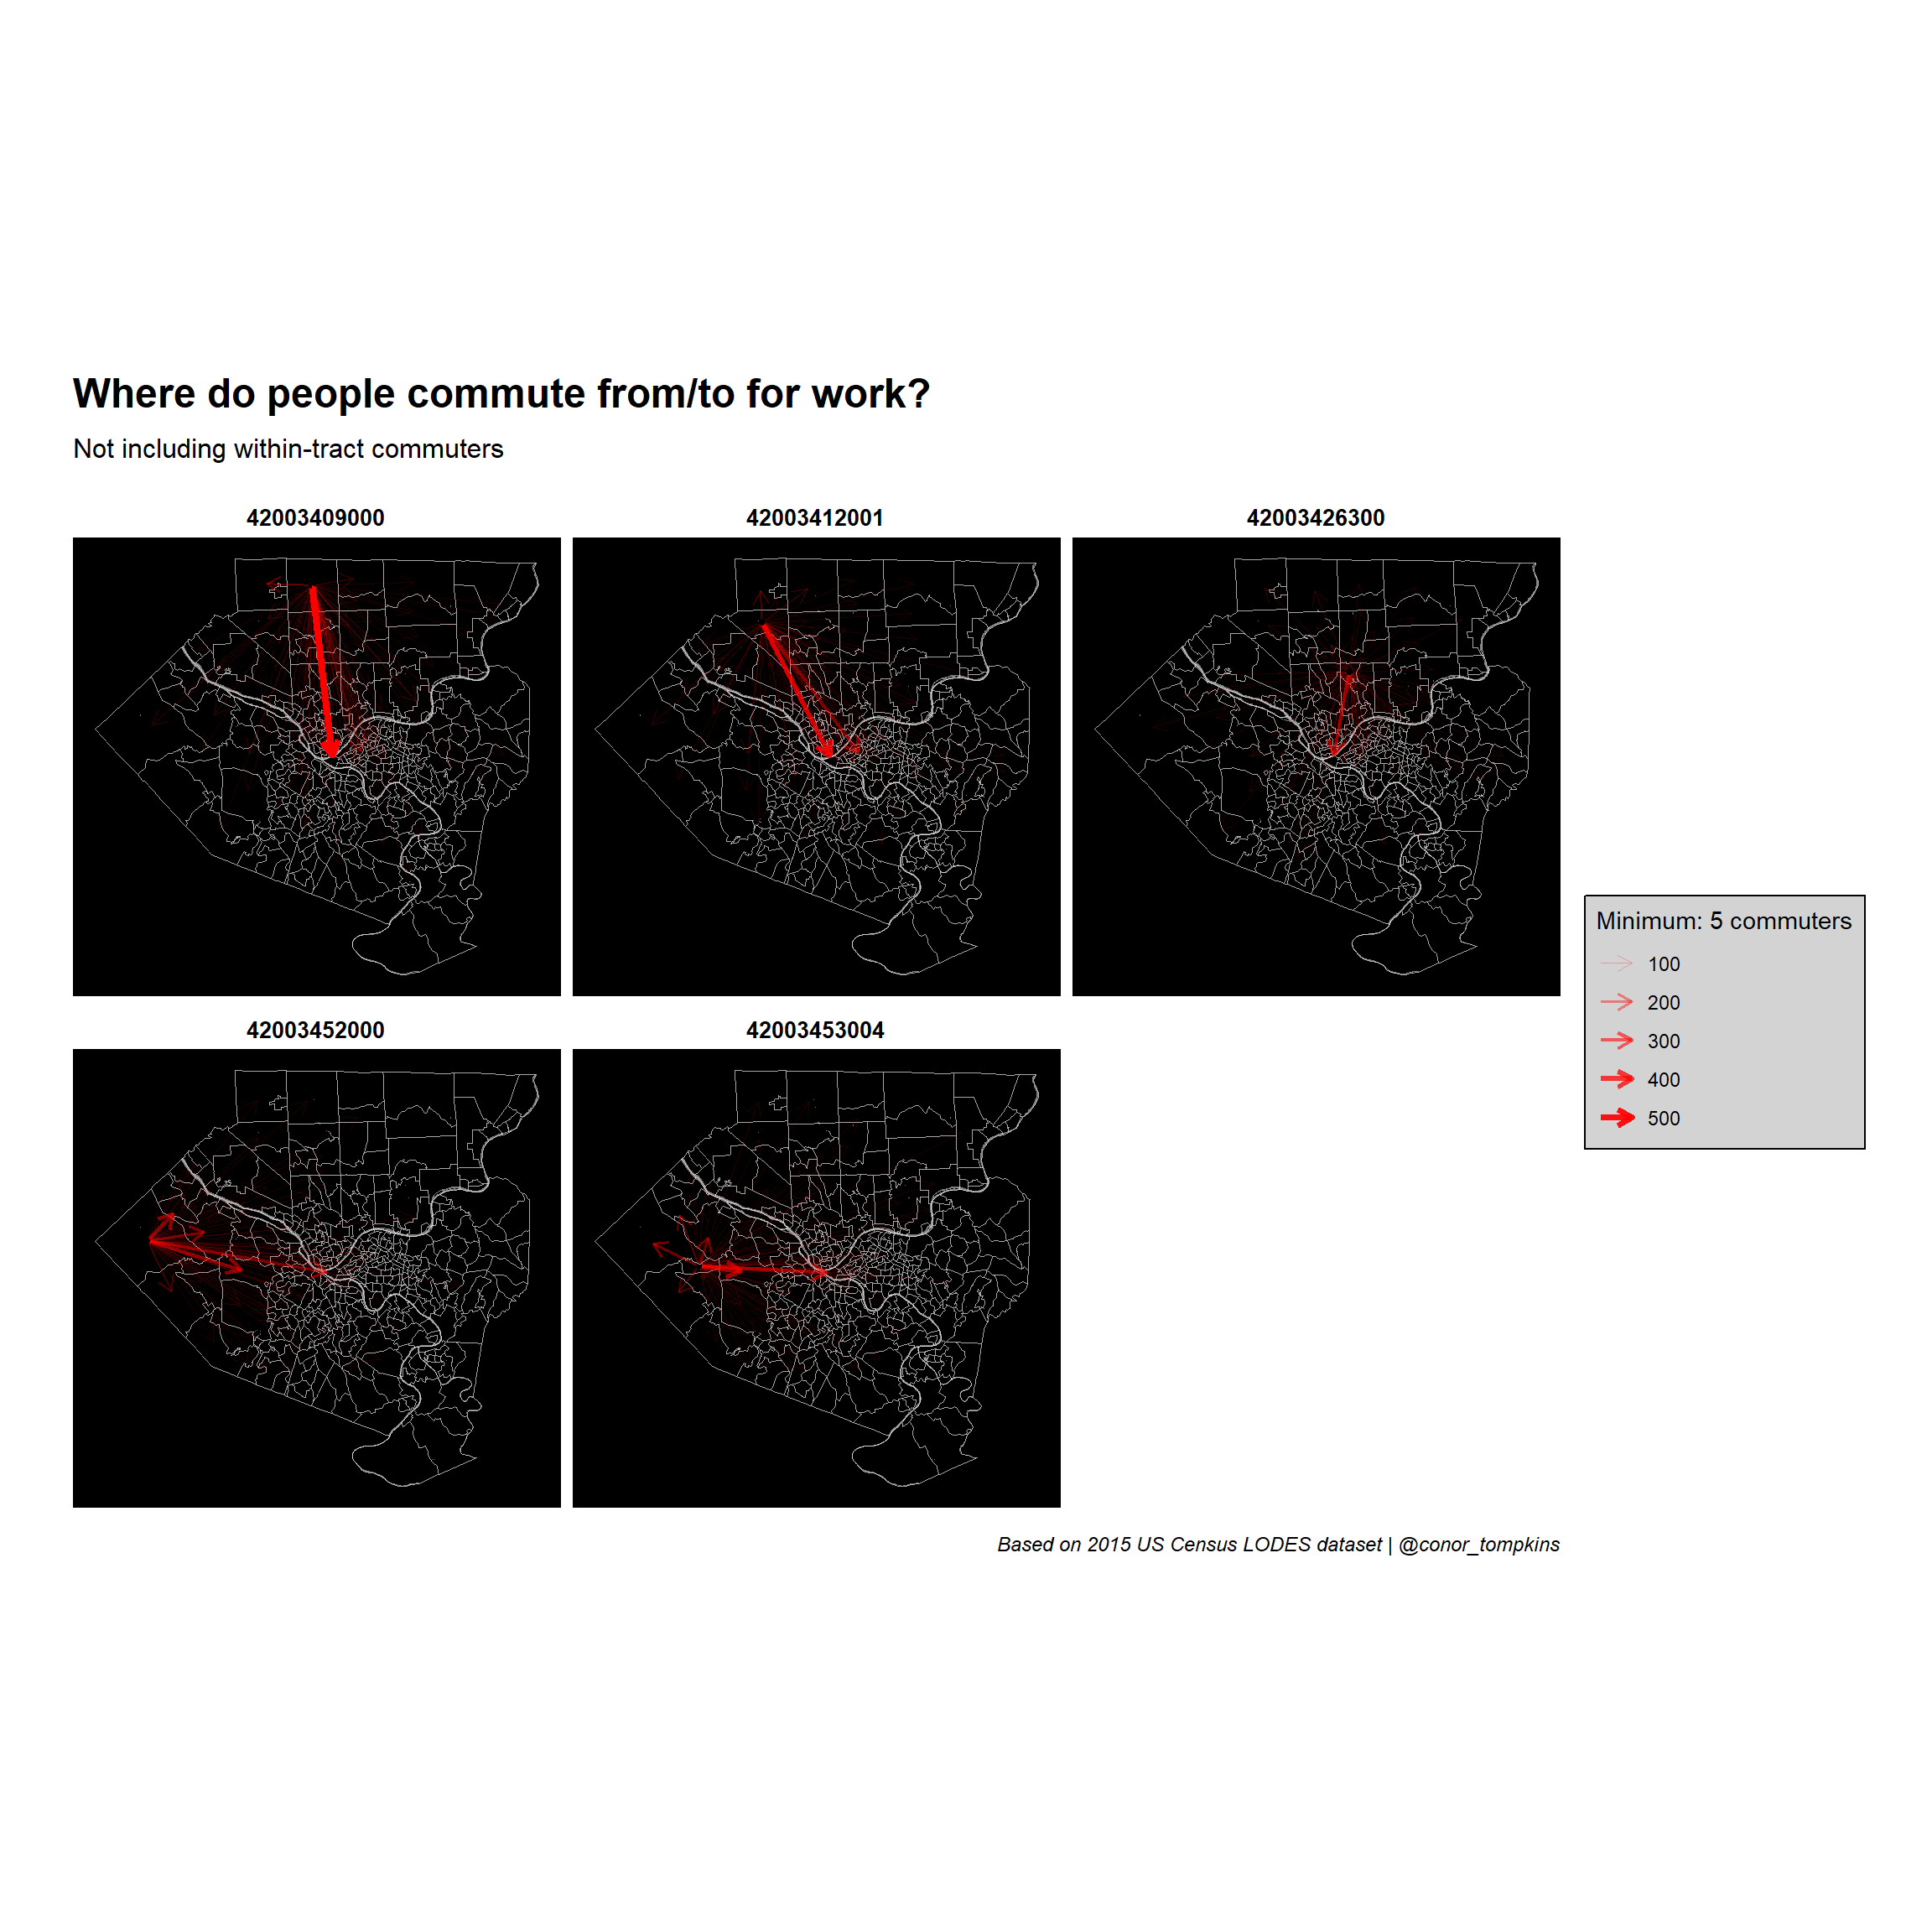 Where do people commute from/to for work?
Not including within-tract commuters
42003409000
42003412001
42003426300
42003452000
42003453004
Minimum: 5 commuters
100
200
300
400
500
Based on 2015 US Census LODES dataset | @conor_tompkins